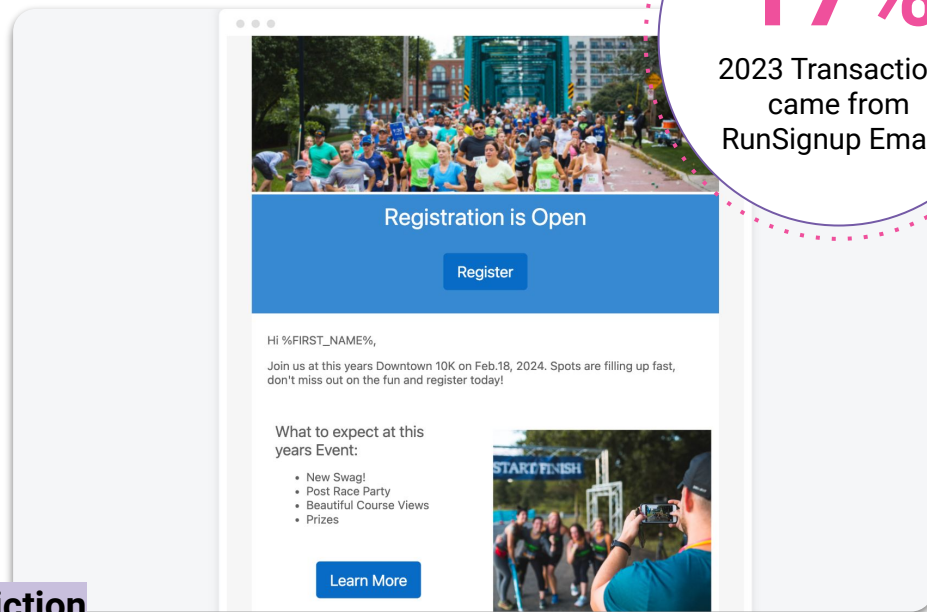 17%
2023 Transactio
came from
RunSignup Ema
Registration is Open
Register
Hi %FIRST_NAME%,
Join us at this years Downtown 10K on Feb.18, 2024. Spots are filling up fast,
don't miss out on the fun and register today!
What to expect at this
years Event:
• New Swag!
• Post Race Party
• Beautiful Course Views
• Prizes
START FINISH
Learn More
iction